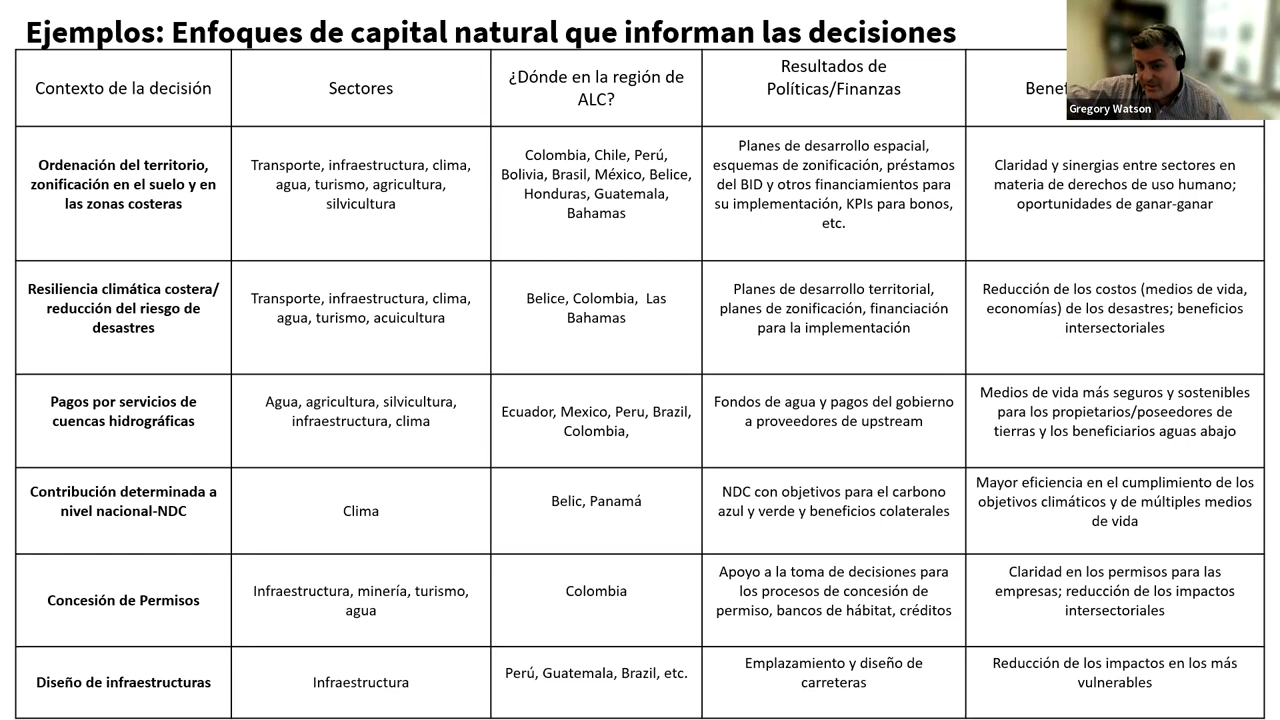 Ejemplos: Enfoques de capital natural que informan las decisiones
Gregory Watson
Contexto de la decisión
Sectores
¿Dónde en la región de
ALC?
Resultados de
Políticas/Finanzas
Ordenación del territorio,
zonificación en el suelo y en
las zonas costeras
Transporte, infraestructura, clima,
agua, turismo, agricultura,
silvicultura
Colombia, Chile, Perú,
Bolivia, Brasil, México, Belice,
Honduras, Guatemala,
Bahamas
Planes de desarrollo espacial,
esquemas de zonificación, préstamos
del BID y otros financiamientos para
su implementación, KPIs para bonos,
etc.
Claridad y sinergias entre sectores en
materia de derechos de uso humano;
oportunidades de ganar-ganar
Resiliencia climática costera/
reducción del riesgo de
desastres
Transporte, infraestructura, clima,
agua, turismo, acuicultura
Belice, Colombia,  Las
Bahamas
Planes de desarrollo territorial,
planes de zonificación, financiación
para la implementación
Reducción de los costos (medios de vida,
economías) de los desastres; beneficios
intersectoriales
Pagos por servicios de
cuencas hidrográficas
Agua, agricultura, silvicultura,
infraestructura, clima
Ecuador, Mexico, Peru, Brazil,
Colombia,
Fondos de agua y pagos del gobierno
a proveedores de upstream
Medios de vida más seguros y sostenibles
para los propietarios/poseedores de
tierras y los beneficiarios aguas abajo
Contribución determinada a
nivel nacional-NDC
Clima
Belic, Panamá
NDC con objetivos para el carbono
azul y verde y beneficios colaterales
Mayor eficiencia en el cumplimiento de los
objetivos climáticos y de múltiples medios
de vida
Concesión de Permisos
Infraestructura, minería, turismo,
agua
Colombia
Apoyo a la toma de decisiones para
los procesos de concesión de
permiso, bancos de hábitat, créditos
Claridad en los permisos para las
empresas; reducción de los impactos
intersectoriales
Diseño de infraestructuras
Infraestructura
Perú, Guatemala, Brazil, etc.
Emplazamiento y diseño de
carreteras
Reducción de los impactos en los más
vulnerables